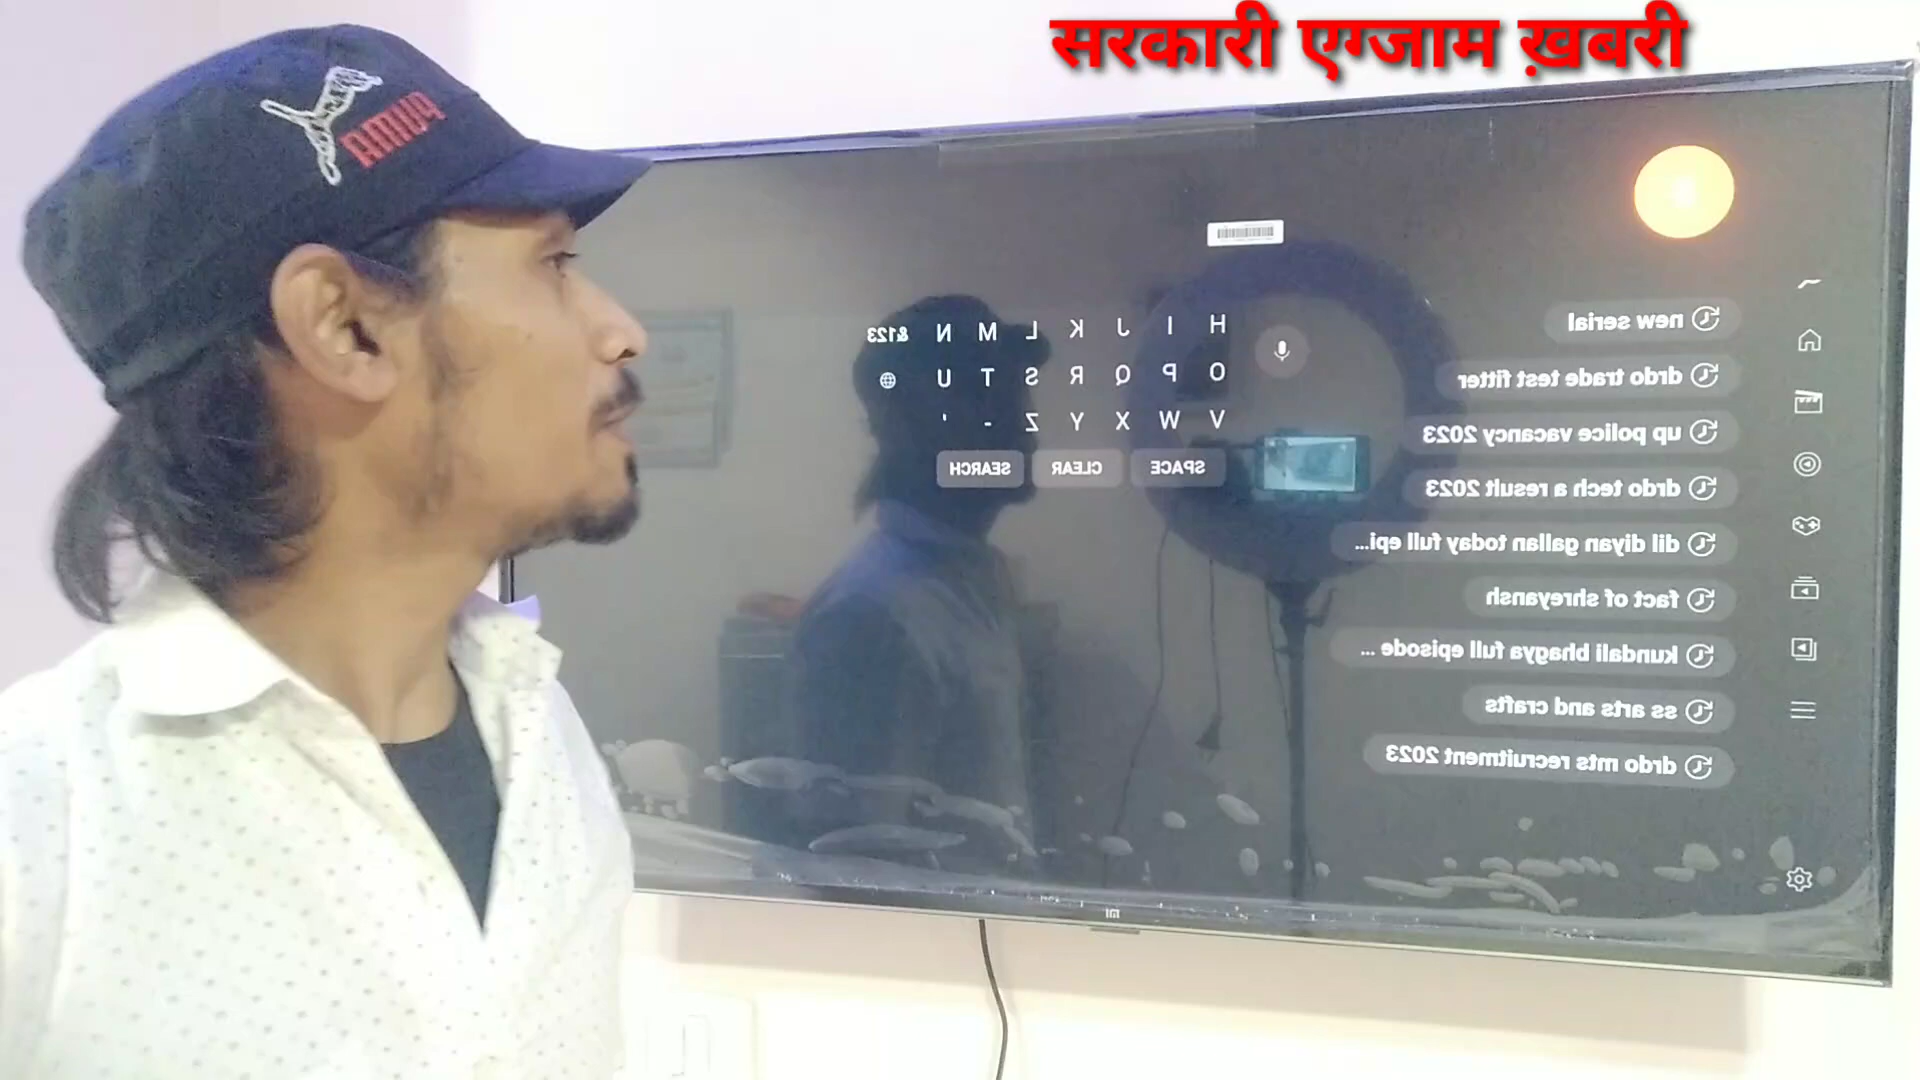 सरकारी एग्जाम ख़बरी
PUMA
H I J K L M N &123
O P Q R S T U
V W X Y Z - '
SPACE CLEAR SEARCH
new serial
drdo trade test fitter
up police vacancy 2023
drdo tech a result 2023
dil diyan gallan today full epi...
fact of shreyansh
kundali bhagya full episode ...
ss arts and crafts
drdo mts recruitment 2023
mi